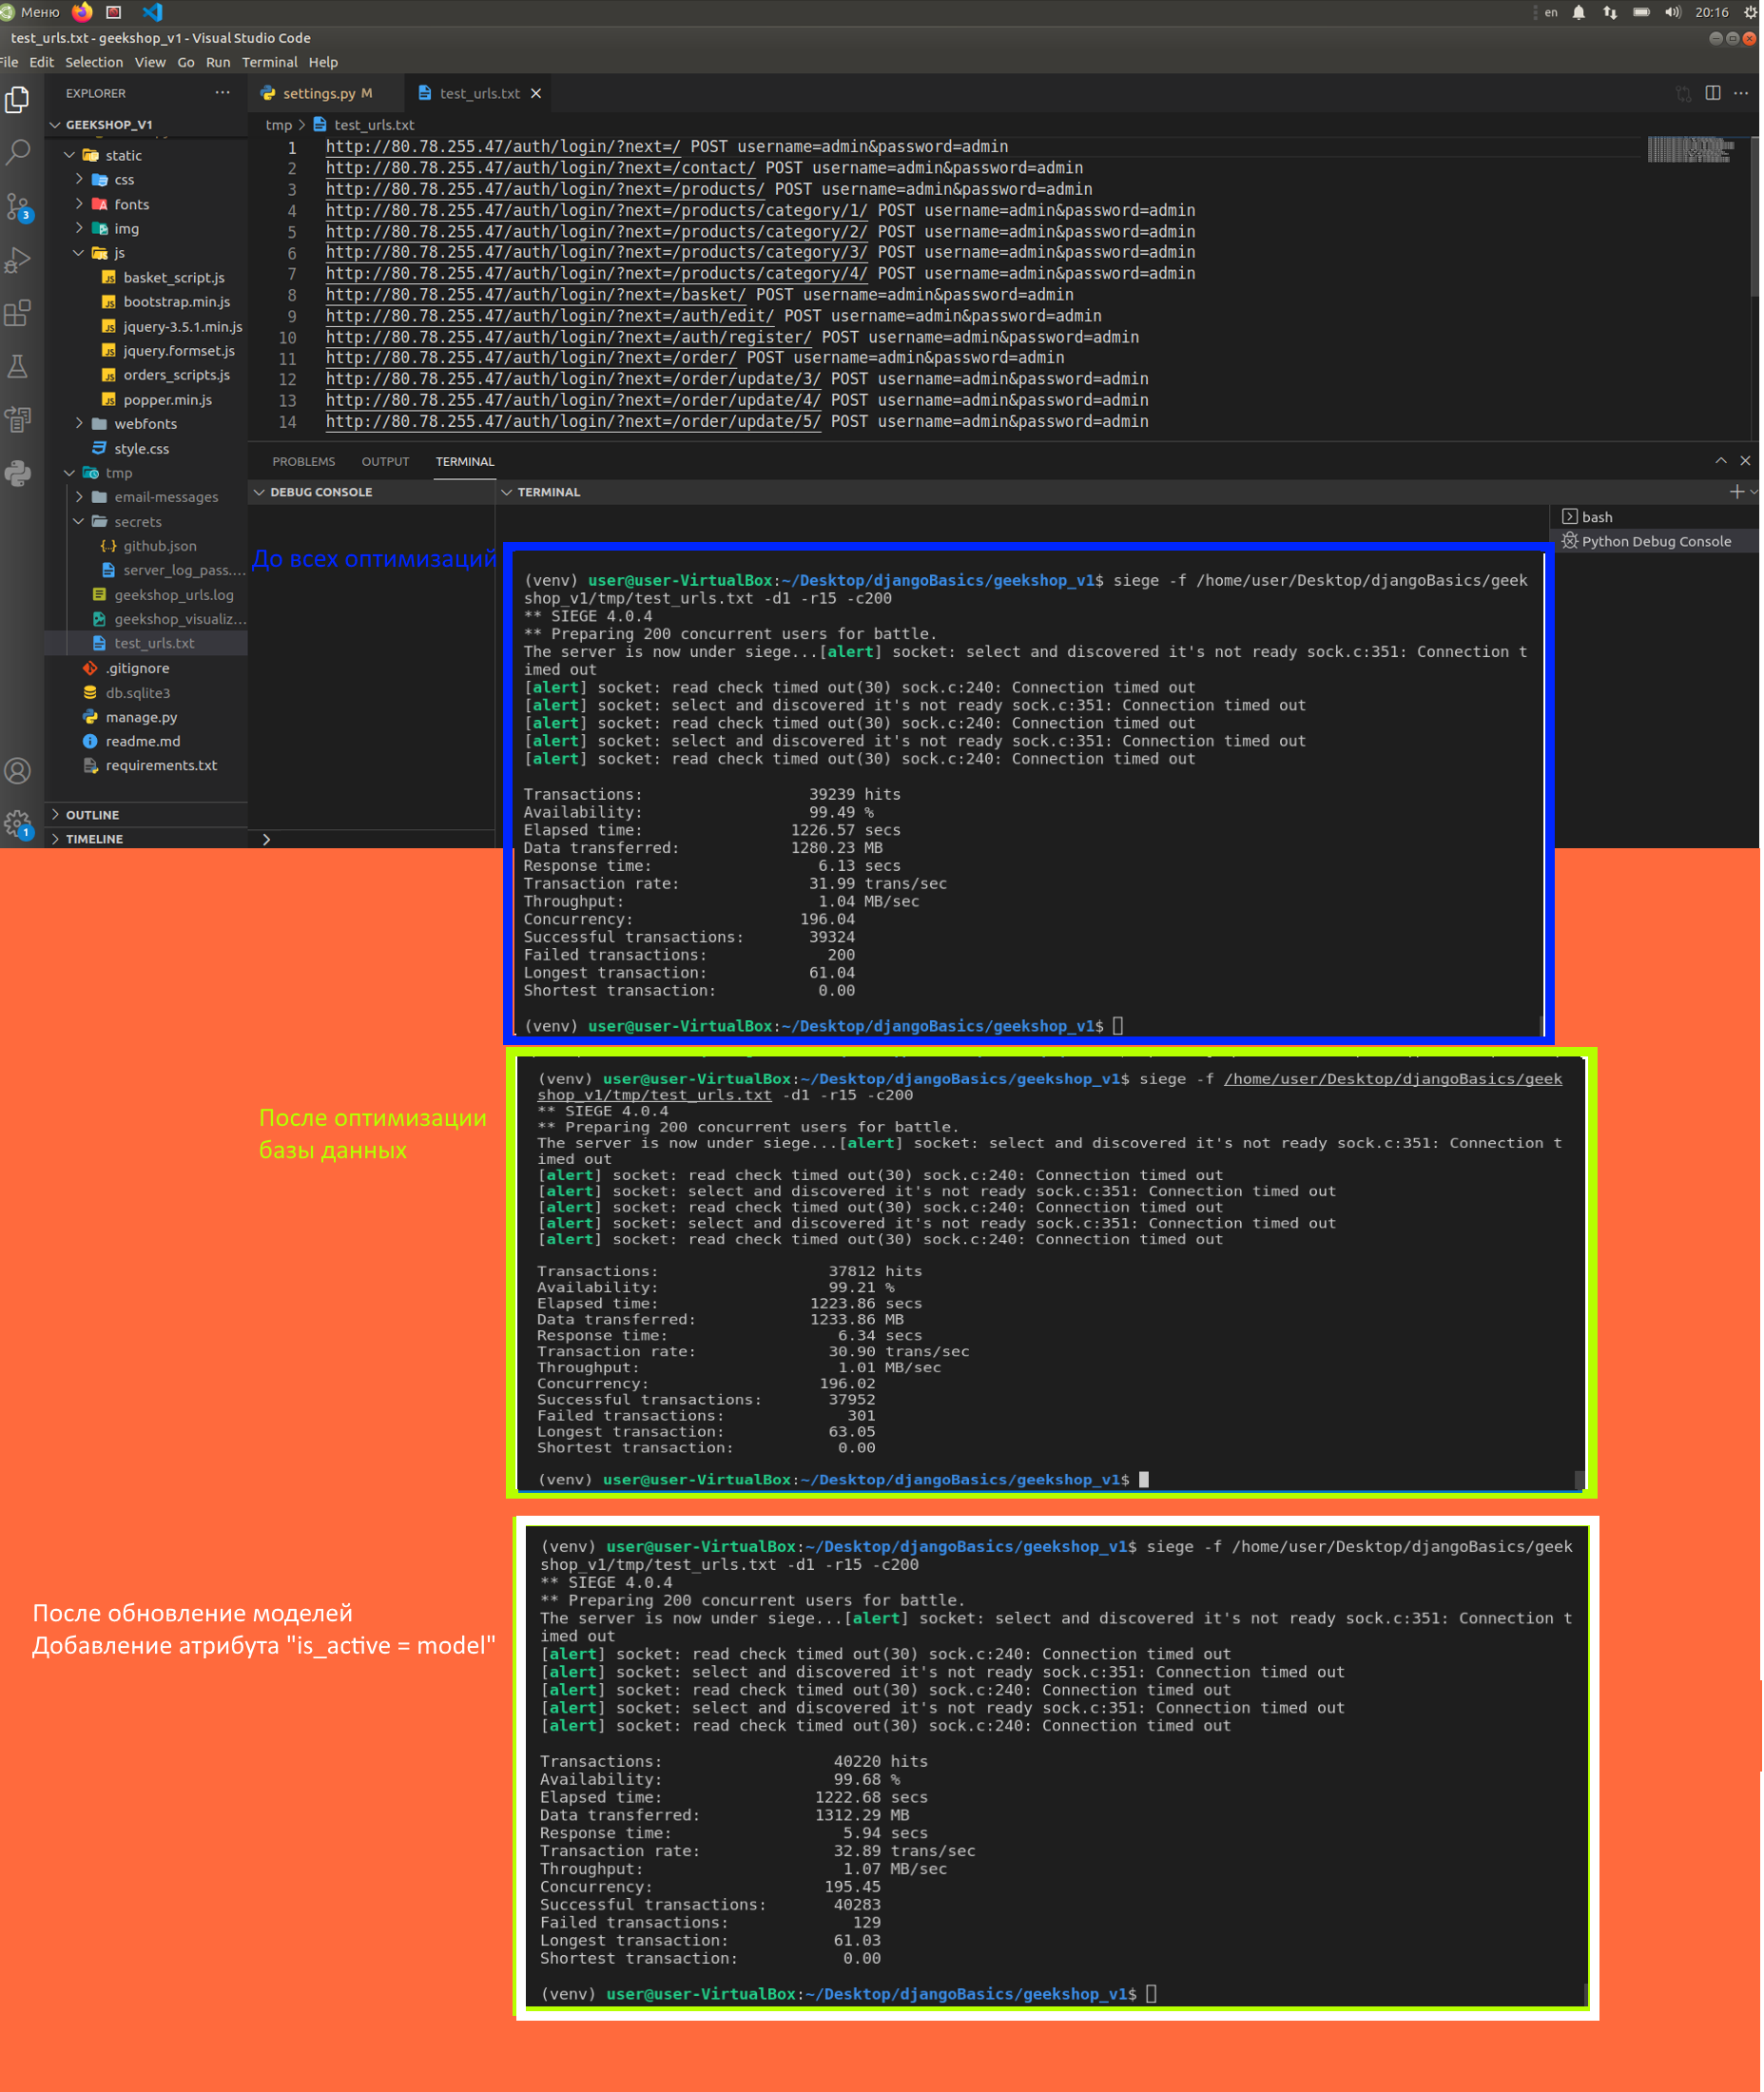 Меню
en
20:16
test_urls.txt - geekshop_v1 - Visual Studio Code
File Edit Selection View Go Run Terminal Help
EXPLORER
GEEKSHOP_V1
static
css
fonts
img
js
basket_script.js
bootstrap.min.js
jquery-3.5.1.min.js
jquery.formset.js
orders_scripts.js
popper.min.js
webfonts
style.css
tmp
email-messages
secrets
github.json
server_log_pass....
geekshop_urls.log
geekshop_visualiz...
test_urls.txt
.gitignore
db.sqlite3
manage.py
readme.md
requirements.txt
OUTLINE
TIMELINE
3
1
settings.py M
test_urls.txt
tmp > test_urls.txt
1 http://80.78.255.47/auth/login/?next=/ POST username=admin&password=admin
2 http://80.78.255.47/auth/login/?next=/contact/ POST username=admin&password=admin
3 http://80.78.255.47/auth/login/?next=/products/ POST username=admin&password=admin
4 http://80.78.255.47/auth/login/?next=/products/category/1/ POST username=admin&password=admin
5 http://80.78.255.47/auth/login/?next=/products/category/2/ POST username=admin&password=admin
6 http://80.78.255.47/auth/login/?next=/products/category/3/ POST username=admin&password=admin
7 http://80.78.255.47/auth/login/?next=/products/category/4/ POST username=admin&password=admin
8 http://80.78.255.47/auth/login/?next=/basket/ POST username=admin&password=admin
9 http://80.78.255.47/auth/login/?next=/auth/edit/ POST username=admin&password=admin
10 http://80.78.255.47/auth/login/?next=/auth/register/ POST username=admin&password=admin
11 http://80.78.255.47/auth/login/?next=/order/ POST username=admin&password=admin
12 http://80.78.255.47/auth/login/?next=/order/update/3/ POST username=admin&password=admin
13 http://80.78.255.47/auth/login/?next=/order/update/4/ POST username=admin&password=admin
14 http://80.78.255.47/auth/login/?next=/order/update/5/ POST username=admin&password=admin
PROBLEMS OUTPUT TERMINAL
DEBUG CONSOLE
TERMINAL
bash
Python Debug Console
До всех оптимизаций
(venv) user@user-VirtualBox:~/Desktop/djangoBasics/geekshop_v1$ siege -f /home/user/Desktop/djangoBasics/geek
shop_v1/tmp/test_urls.txt -d1 -r15 -c200
** SIEGE 4.0.4
** Preparing 200 concurrent users for battle.
The server is now under siege...[alert] socket: select and discovered it's not ready sock.c:351: Connection t
imed out
[alert] socket: read check timed out(30) sock.c:240: Connection timed out
[alert] socket: select and discovered it's not ready sock.c:351: Connection timed out
[alert] socket: read check timed out(30) sock.c:240: Connection timed out
[alert] socket: select and discovered it's not ready sock.c:351: Connection timed out
[alert] socket: read check timed out(30) sock.c:240: Connection timed out
Transactions: 39239 hits
Availability: 99.49 %
Elapsed time: 1226.57 secs
Data transferred: 1280.23 MB
Response time: 6.13 secs
Transaction rate: 31.99 trans/sec
Throughput: 1.04 MB/sec
Concurrency: 196.04
Successful transactions: 39324
Failed transactions: 200
Longest transaction: 61.04
Shortest transaction: 0.00
(venv) user@user-VirtualBox:~/Desktop/djangoBasics/geekshop_v1$
После оптимизации
базы данных
(venv) user@user-VirtualBox:~/Desktop/djangoBasics/geekshop_v1$ siege -f /home/user/Desktop/djangoBasics/geek
shop_v1/tmp/test_urls.txt -d1 -r15 -c200
** SIEGE 4.0.4
** Preparing 200 concurrent users for battle.
The server is now under siege...[alert] socket: select and discovered it's not ready sock.c:351: Connection t
imed out
[alert] socket: read check timed out(30) sock.c:240: Connection timed out
[alert] socket: select and discovered it's not ready sock.c:351: Connection timed out
[alert] socket: read check timed out(30) sock.c:240: Connection timed out
[alert] socket: select and discovered it's not ready sock.c:351: Connection timed out
[alert] socket: read check timed out(30) sock.c:240: Connection timed out
Transactions: 37812 hits
Availability: 99.21 %
Elapsed time: 1223.86 secs
Data transferred: 1233.86 MB
Response time: 6.34 secs
Transaction rate: 30.90 trans/sec
Throughput: 1.01 MB/sec
Concurrency: 196.02
Successful transactions: 37952
Failed transactions: 301
Longest transaction: 63.05
Shortest transaction: 0.00
(venv) user@user-VirtualBox:~/Desktop/djangoBasics/geekshop_v1$
После обновление моделей
Добавление атрибута "is_active = model"
(venv) user@user-VirtualBox:~/Desktop/djangoBasics/geekshop_v1$ siege -f /home/user/Desktop/djangoBasics/geek
shop_v1/tmp/test_urls.txt -d1 -r15 -c200
** SIEGE 4.0.4
** Preparing 200 concurrent users for battle.
The server is now under siege...[alert] socket: select and discovered it's not ready sock.c:351: Connection t
imed out
[alert] socket: read check timed out(30) sock.c:240: Connection timed out
[alert] socket: select and discovered it's not ready sock.c:351: Connection timed out
[alert] socket: read check timed out(30) sock.c:240: Connection timed out
[alert] socket: select and discovered it's not ready sock.c:351: Connection timed out
[alert] socket: read check timed out(30) sock.c:240: Connection timed out
Transactions: 40220 hits
Availability: 99.68 %
Elapsed time: 1222.68 secs
Data transferred: 1312.29 MB
Response time: 5.94 secs
Transaction rate: 32.89 trans/sec
Throughput: 1.07 MB/sec
Concurrency: 195.45
Successful transactions: 40283
Failed transactions: 129
Longest transaction: 61.03
Shortest transaction: 0.00
(venv) user@user-VirtualBox:~/Desktop/djangoBasics/geekshop_v1$